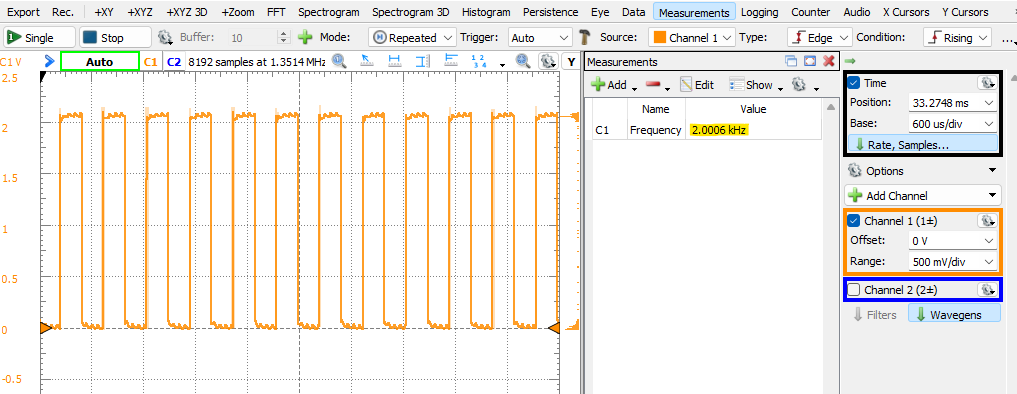 Export Rec. +XY +XYZ +XYZ 3D +Zoom FFT Spectrogram Spectrogram 3D Histogram Persistence Eye Data Measurements Logging Counter Audio X Cursors Y Cursors
Single Stop Buffer: 10 Mode: Repeated Trigger: Auto Source: Channel 1 Type: Edge Condition: Rising ...
C1 V Auto C1 C2 8192 samples at 1.3514 MHz 1 2 3 4 Y
2.5
2
1.5
1
0.5
0
-0.5
Measurements
Add Edit Show
Name Value
C1 Frequency 2.0006 kHz
Time
Position: 33.2748 ms
Base: 600 us/div
Rate, Samples...
Options
Add Channel
Channel 1 (1±)
Offset: 0 V
Range: 500 mV/div
Channel 2 (2±)
Filters Wavegens